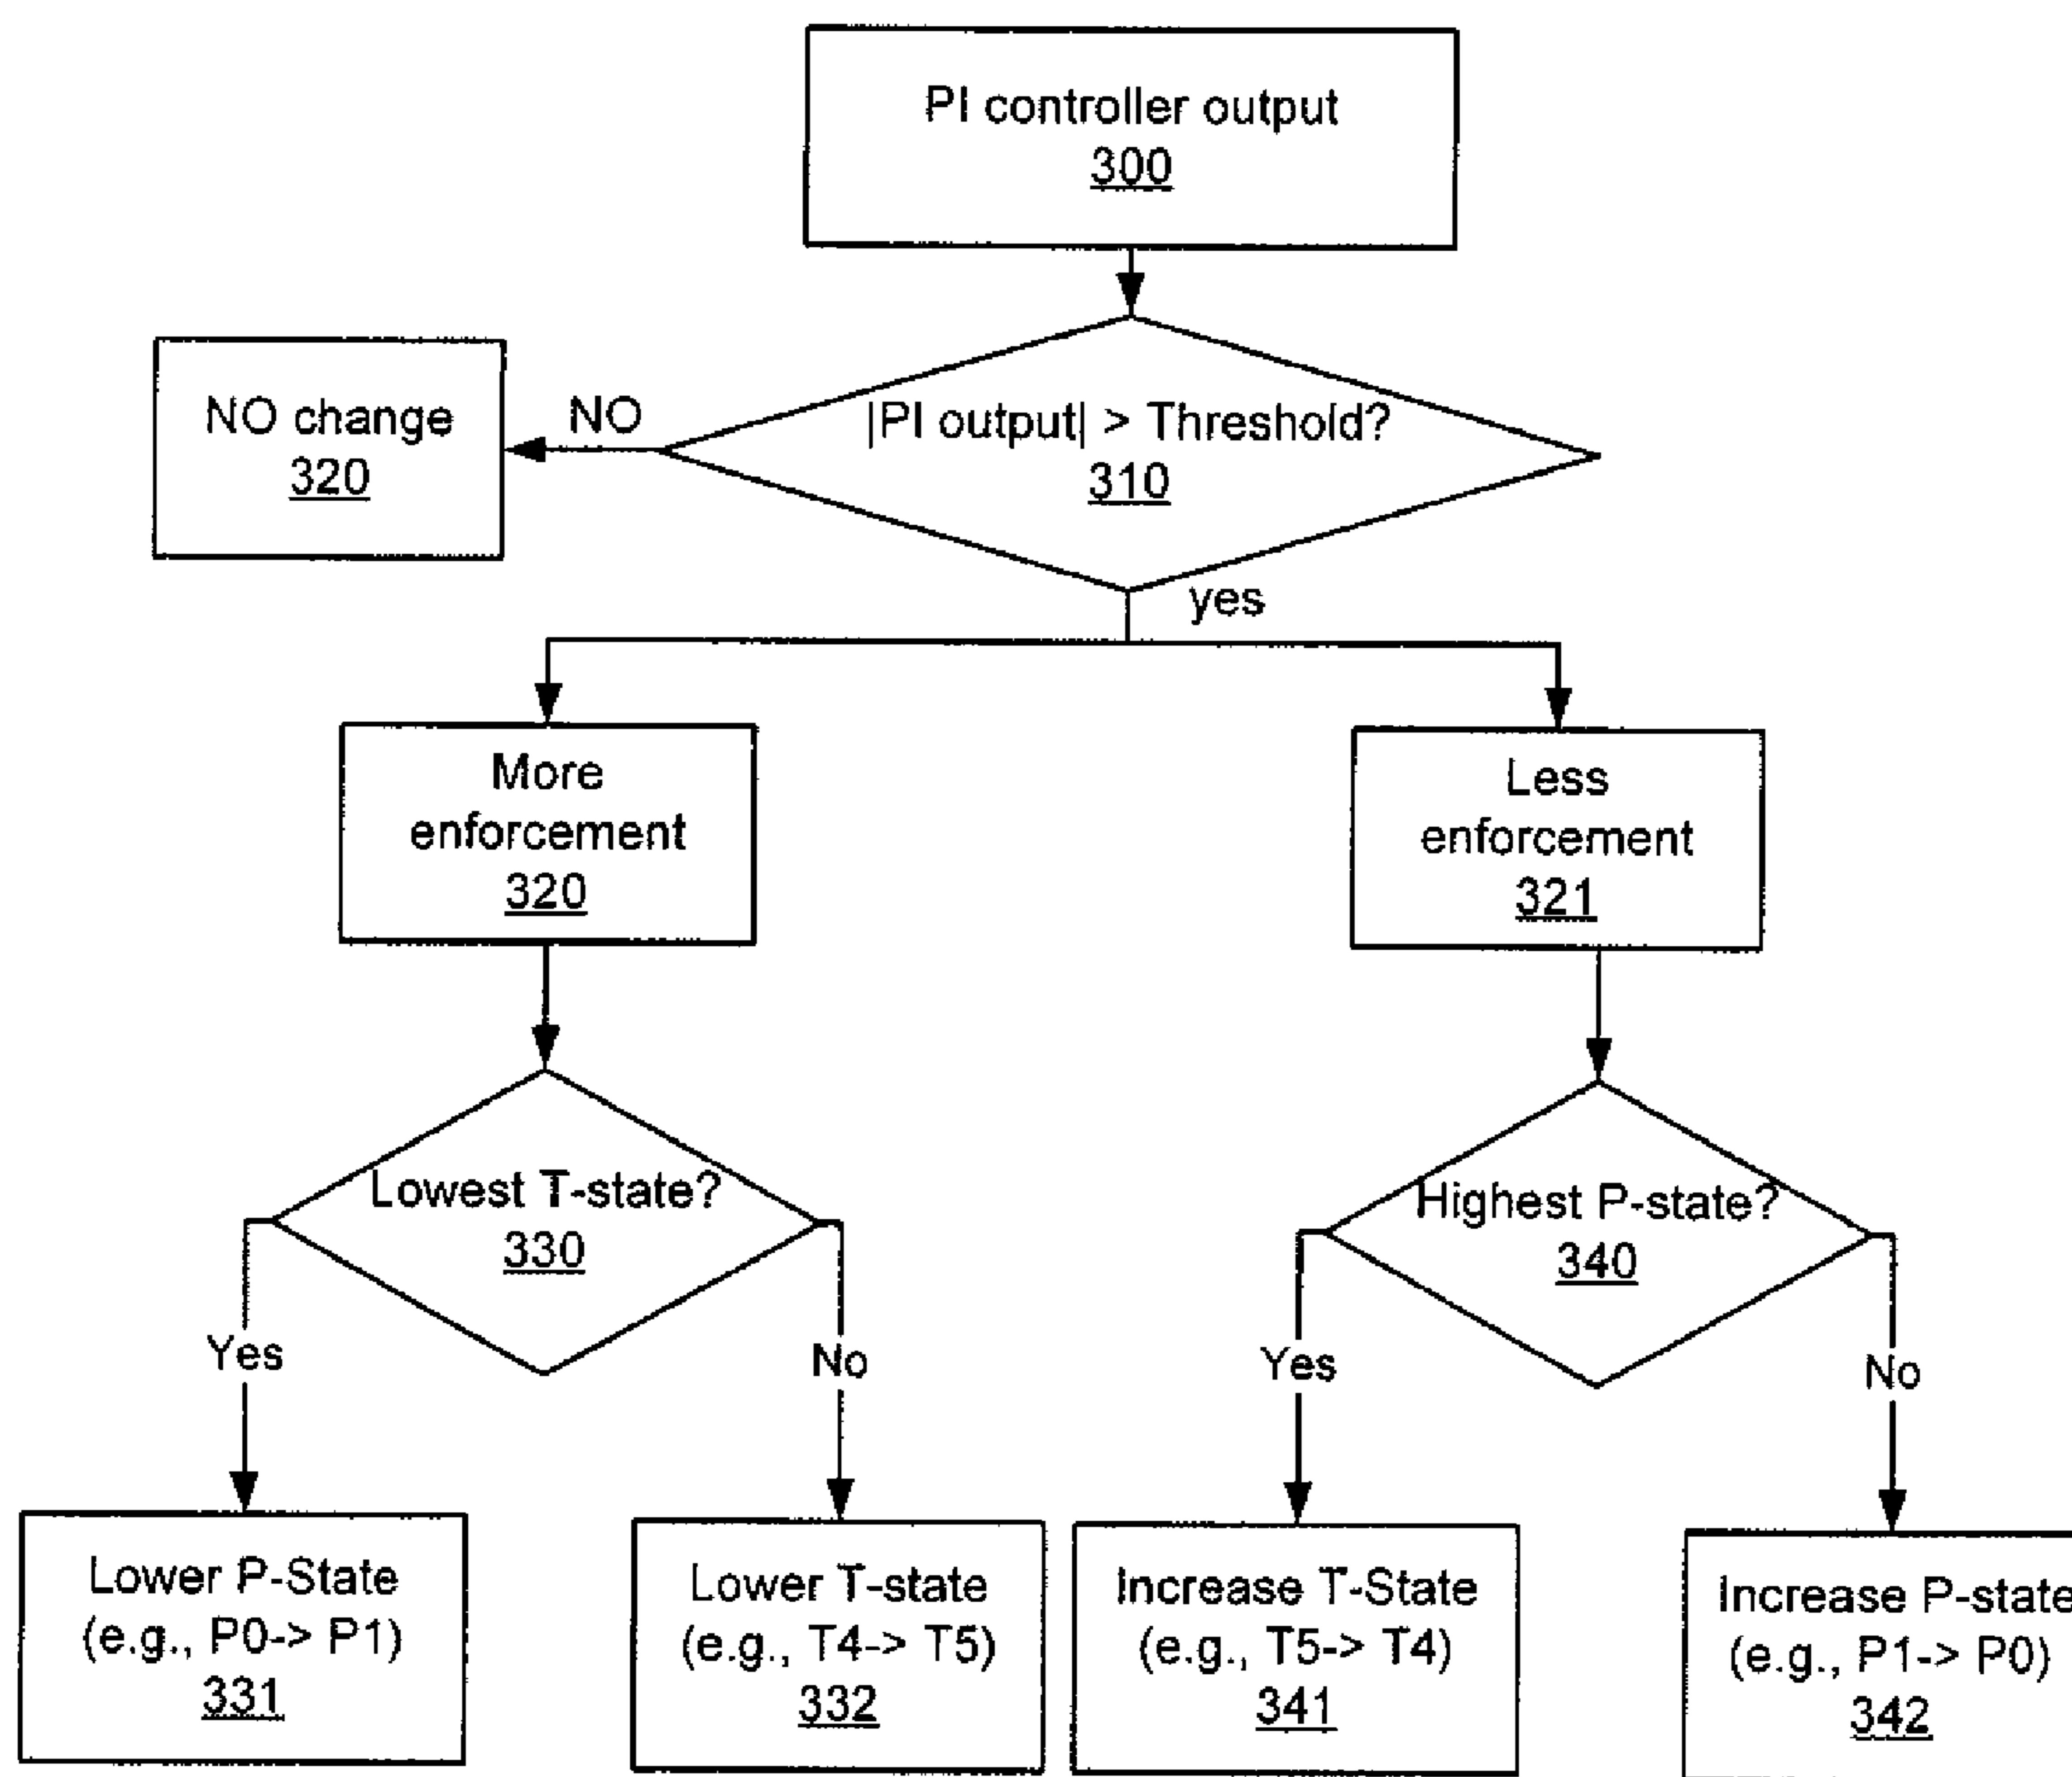 PI controller output
300
|PI output| > Threshold?
310
NO
NO change
320
yes
More
enforcement
320
Less
enforcement
321
Lowest T-state?
330
Highest P-state?
340
Yes
No
Yes
No
Lower P-State
(e.g., P0-> P1)
331
Lower T-state
(e.g., T4-> T5)
332
Increase T-State
(e.g., T5-> T4)
341
Increase P-state
(e.g., P1-> P0)
342